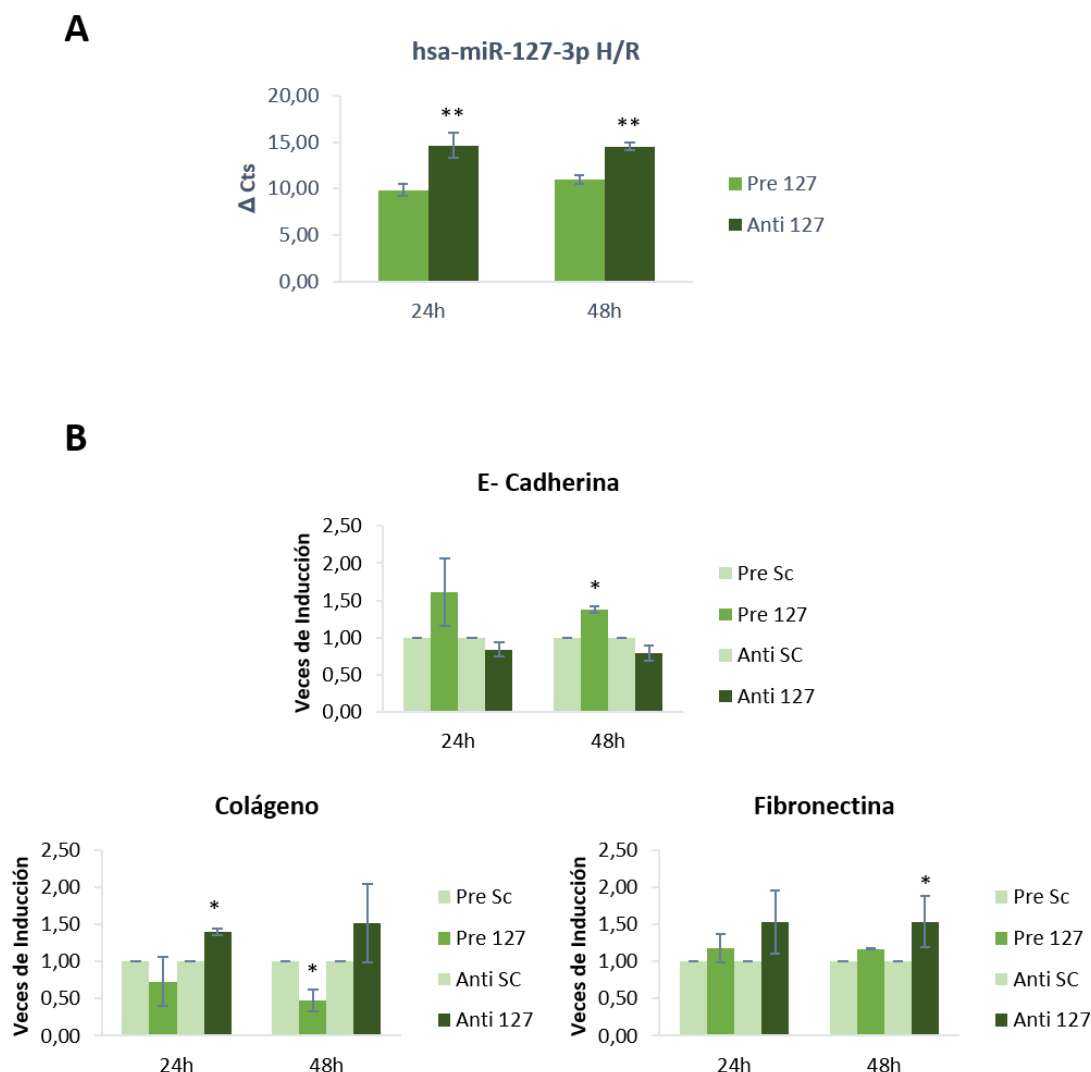 A
hsa-miR-127-3p H/R
20,00
15,00
10,00
5,00
0,00
Δ Cts
** **
24h 48h
Pre 127
Anti 127
B
E- Cadherina
2,50
2,00
1,50
1,00
0,50
0,00
Veces de Inducción
*
24h 48h
Pre Sc
Pre 127
Anti SC
Anti 127
Colágeno
2,50
2,00
1,50
1,00
0,50
0,00
Veces de Inducción
* *
24h 48h
Pre Sc
Pre 127
Anti SC
Anti 127
Fibronectina
2,50
2,00
1,50
1,00
0,50
0,00
Veces de Inducción
*
24h 48h
Pre Sc
Pre 127
Anti SC
Anti 127